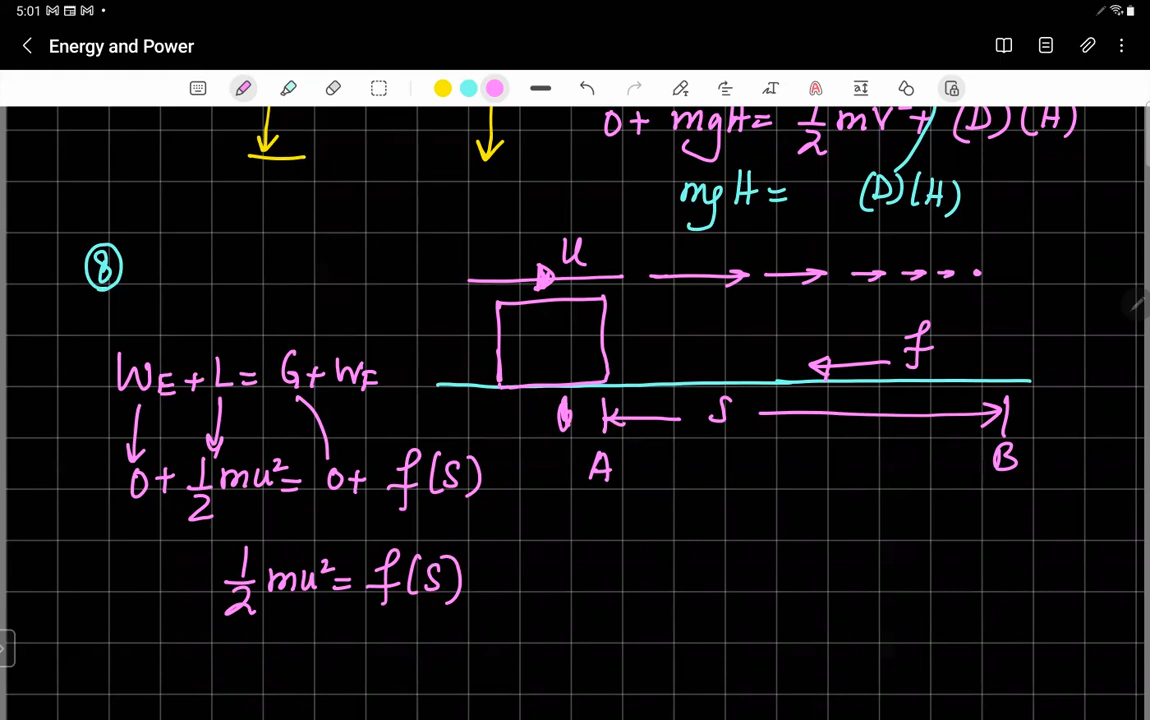 5:01
Energy and Power
0 + mgH = 1/2 mv² + (D)(H)
mgH = (D)(H)
8
u
f
W_E + L = G + W_F
S
A
B
0 + 1/2 mu² = 0 + f(S)
1/2 mu² = f(S)